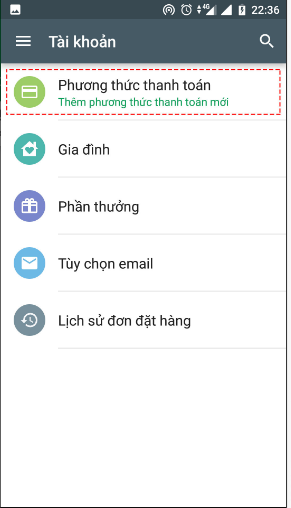 4G 22:36
Tài khoản
Phương thức thanh toán
Thêm phương thức thanh toán mới
Gia đình
Phần thưởng
Tùy chọn email
Lịch sử đơn đặt hàng